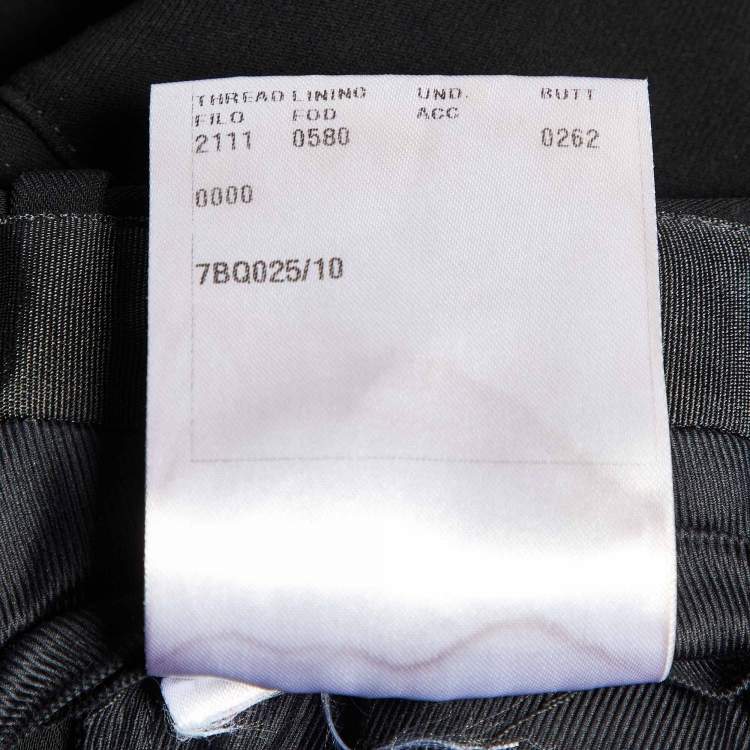 THREAD LINING UND. BUTT
FILO FOD ACC
2111 0580 0262
0000
7BQ025/10